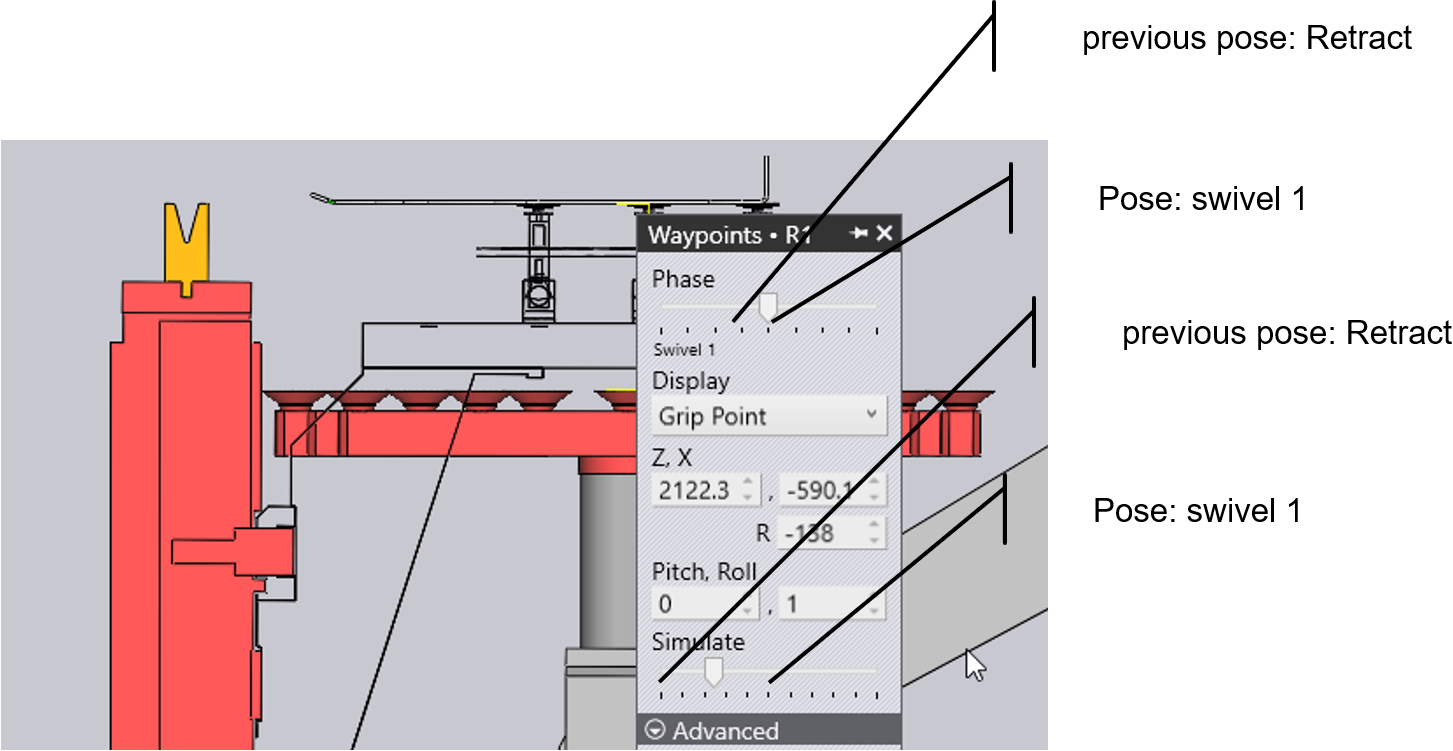 previous pose: Retract
Pose: swivel 1
Waypoints • R1
previous pose: Retract
Phase
Swivel 1
Display
Grip Point
Z, X
2122.3 , -590.1
Pose: swivel 1
R -138
Pitch, Roll
0 , 1
Simulate
Advanced